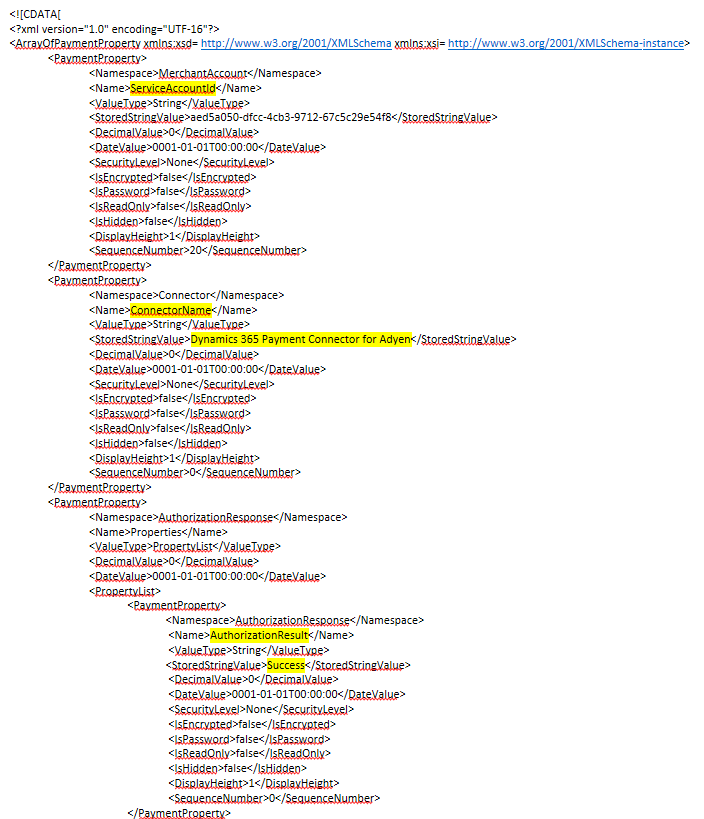 <![CDATA[
<?xml version="1.0" encoding="UTF-16"?>
<ArrayOfPaymentProperty xmlns:xsd= http://www.w3.org/2001/XMLSchema xmlns:xsi= http://www.w3.org/2001/XMLSchema-instance>
<PaymentProperty>
<Namespace>MerchantAccount</Namespace>
<Name>ServiceAccountId</Name>
<ValueType>String</ValueType>
<StoredStringValue>aed5a050-dfcc-4cb3-9712-67c5c29e54f8</StoredStringValue>
<DecimalValue>0</DecimalValue>
<DateValue>0001-01-01T00:00:00</DateValue>
<SecurityLevel>None</SecurityLevel>
<IsEncrypted>false</IsEncrypted>
<IsPassword>false</IsPassword>
<IsReadOnly>false</IsReadOnly>
<IsHidden>false</IsHidden>
<DisplayHeight>1</DisplayHeight>
<SequenceNumber>20</SequenceNumber>
</PaymentProperty>
<PaymentProperty>
<Namespace>Connector</Namespace>
<Name>ConnectorName</Name>
<ValueType>String</ValueType>
<StoredStringValue>Dynamics 365 Payment Connector for Adyen</StoredStringValue>
<DecimalValue>0</DecimalValue>
<DateValue>0001-01-01T00:00:00</DateValue>
<SecurityLevel>None</SecurityLevel>
<IsEncrypted>false</IsEncrypted>
<IsPassword>false</IsPassword>
<IsReadOnly>false</IsReadOnly>
<IsHidden>false</IsHidden>
<DisplayHeight>1</DisplayHeight>
<SequenceNumber>0</SequenceNumber>
</PaymentProperty>
<PaymentProperty>
<Namespace>AuthorizationResponse</Namespace>
<Name>Properties</Name>
<ValueType>PropertyList</ValueType>
<DecimalValue>0</DecimalValue>
<DateValue>0001-01-01T00:00:00</DateValue>
<PropertyList>
<PaymentProperty>
<Namespace>AuthorizationResponse</Namespace>
<Name>AuthorizationResult</Name>
<ValueType>String</ValueType>
<StoredStringValue>Success</StoredStringValue>
<DecimalValue>0</DecimalValue>
<DateValue>0001-01-01T00:00:00</DateValue>
<SecurityLevel>None</SecurityLevel>
<IsEncrypted>false</IsEncrypted>
<IsPassword>false</IsPassword>
<IsReadOnly>false</IsReadOnly>
<IsHidden>false</IsHidden>
<DisplayHeight>1</DisplayHeight>
<SequenceNumber>0</SequenceNumber>
</PaymentProperty>